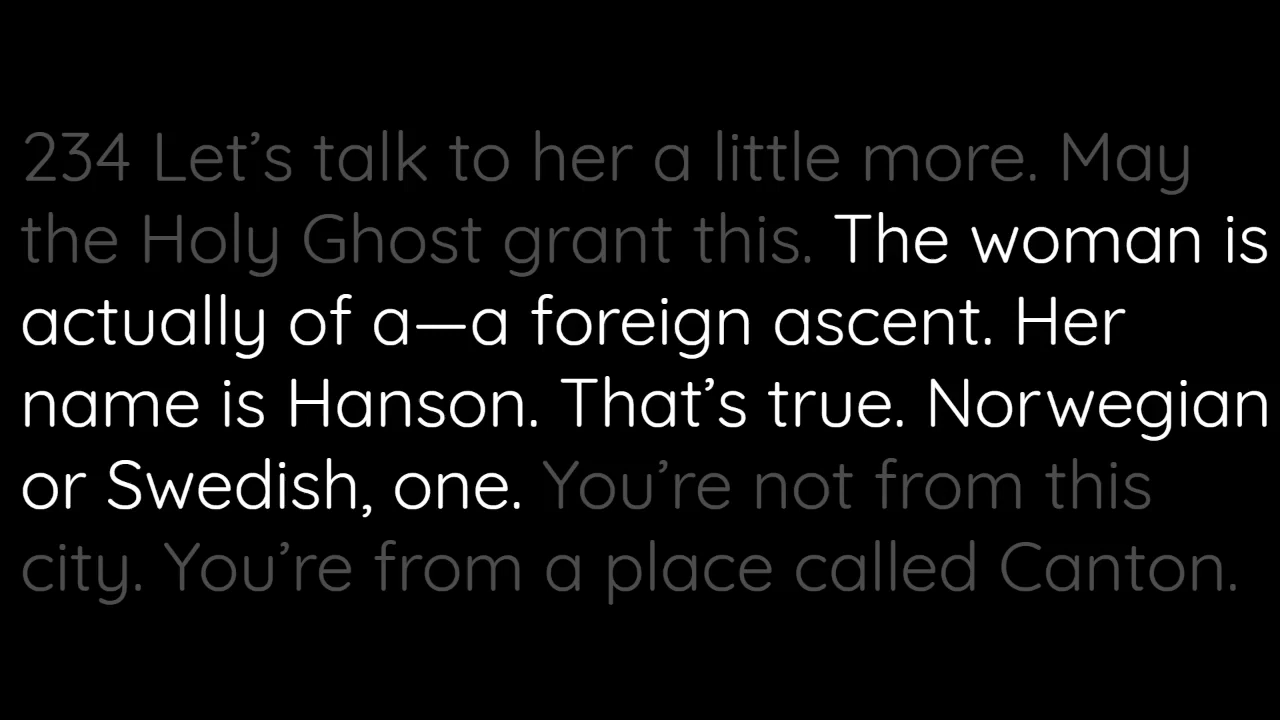 234 Let’s talk to her a little more. May
the Holy Ghost grant this. The woman is
actually of a—a foreign ascent. Her
name is Hanson. That’s true. Norwegian
or Swedish, one. You’re not from this
city. You’re from a place called Canton.